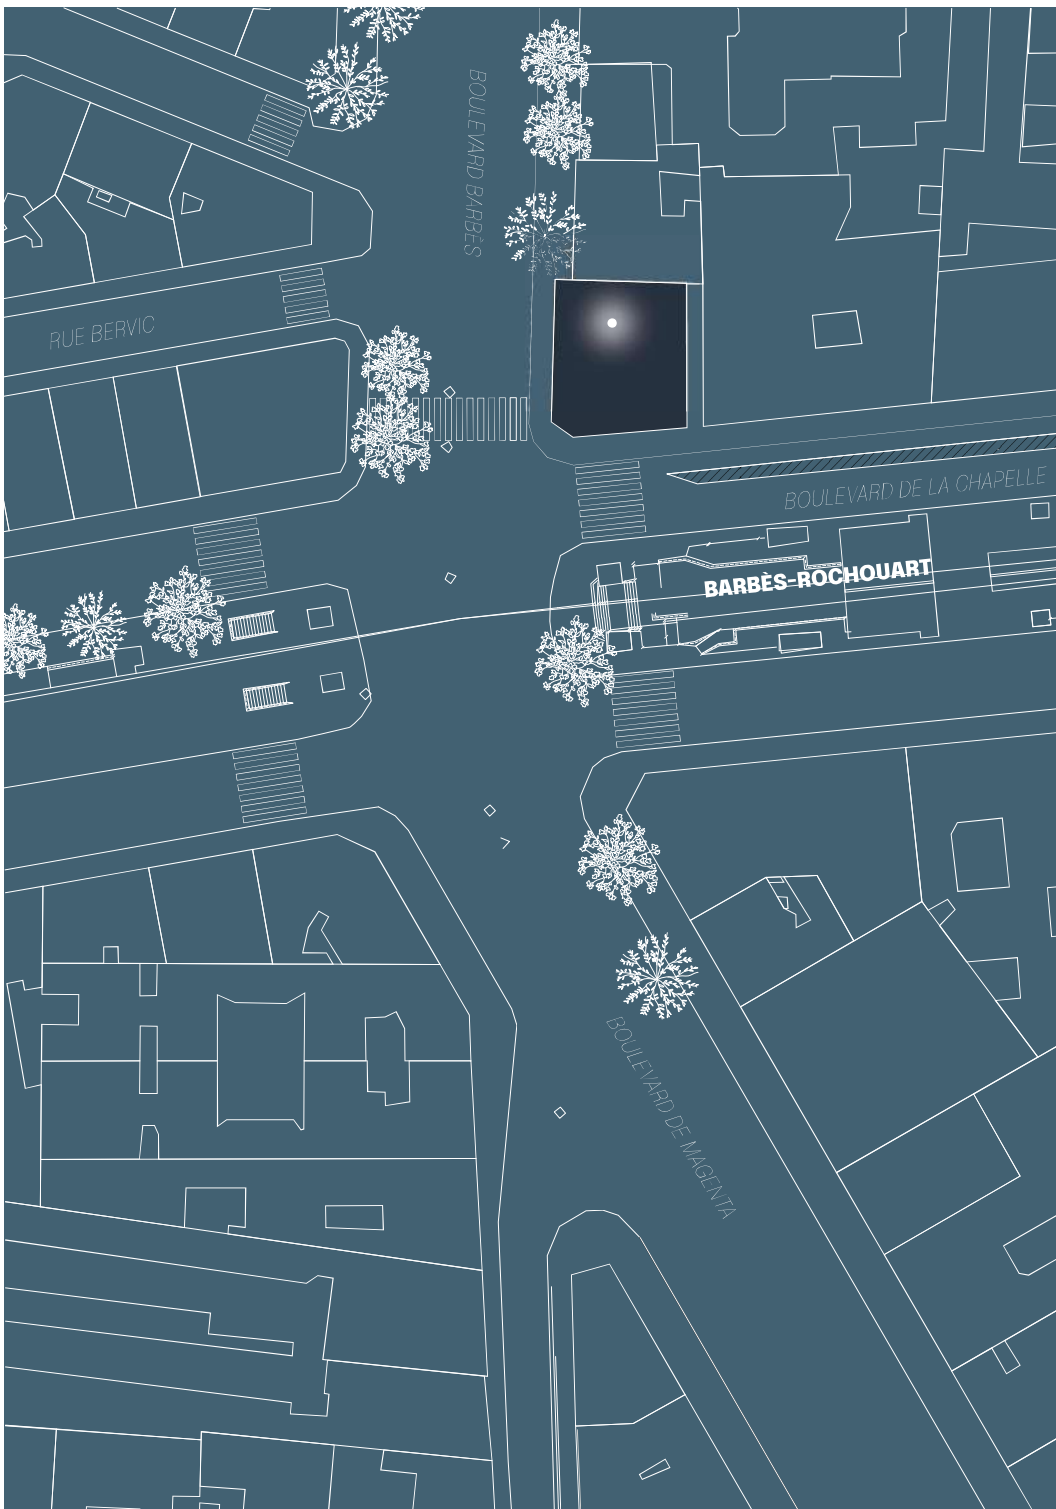 BOULEVARD BARBÈS
RUE BERVIC
BOULEVARD DE LA CHAPELLE
BARBÈS-ROCHOUART
BOULEVARD DE MAGENTA